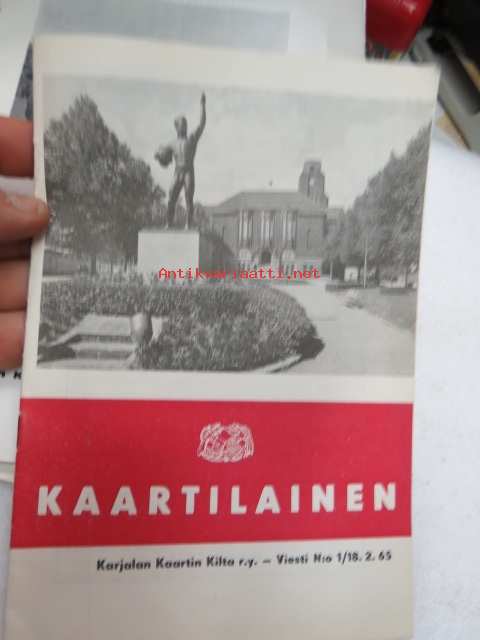 Antikvariaatti.net
KAARTILAINEN
Karjalan Kaartin Kilta r.y. — Viesti N:o 1/18. 2. 65